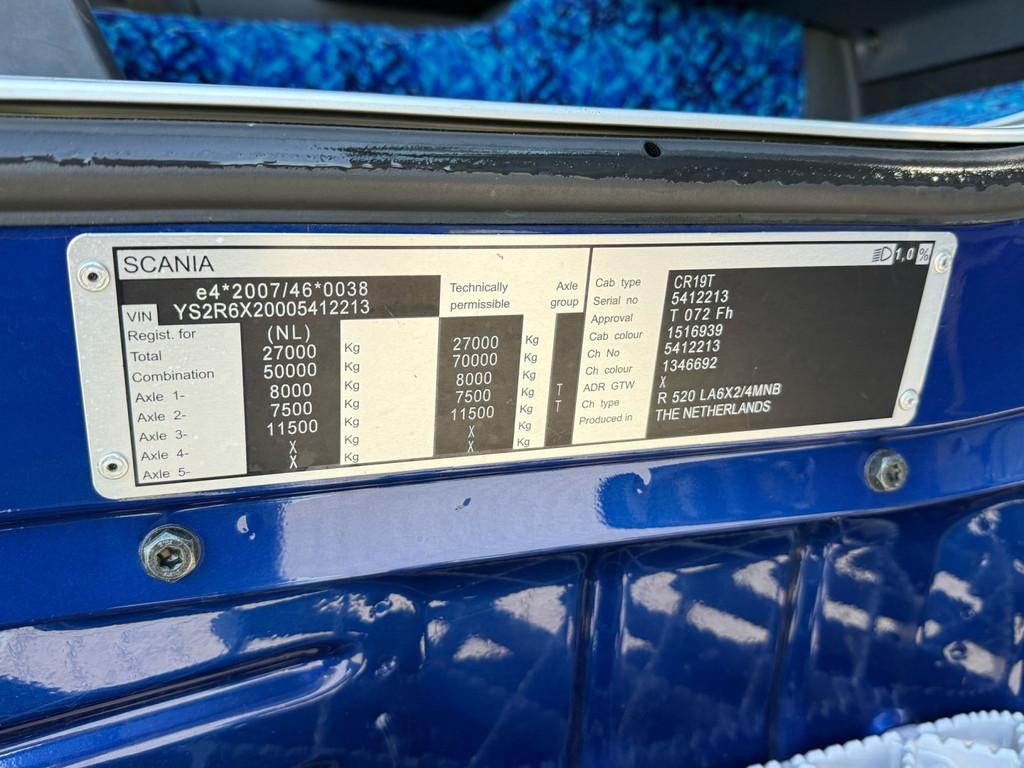 SCANIA
e4*2007/46*0038
VIN YS2R6X20005412213
Technically permissible
Axle group
Regist. for (NL)
Total 27000 Kg 27000 Kg
Combination 50000 Kg 70000 Kg
Axle 1- 8000 Kg 8000 Kg
Axle 2- 7500 Kg 7500 Kg T
Axle 3- 11500 Kg 11500 Kg T
Axle 4- X Kg X Kg
Axle 5- X Kg X Kg
1,0 %
Cab type CR19T
Serial no 5412213
Approval T 072 Fh
Cab colour 1516939
Ch No 5412213
Ch colour 1346692
ADR GTW X
Ch type R 520 LA6X2/4MNB
Produced in THE NETHERLANDS